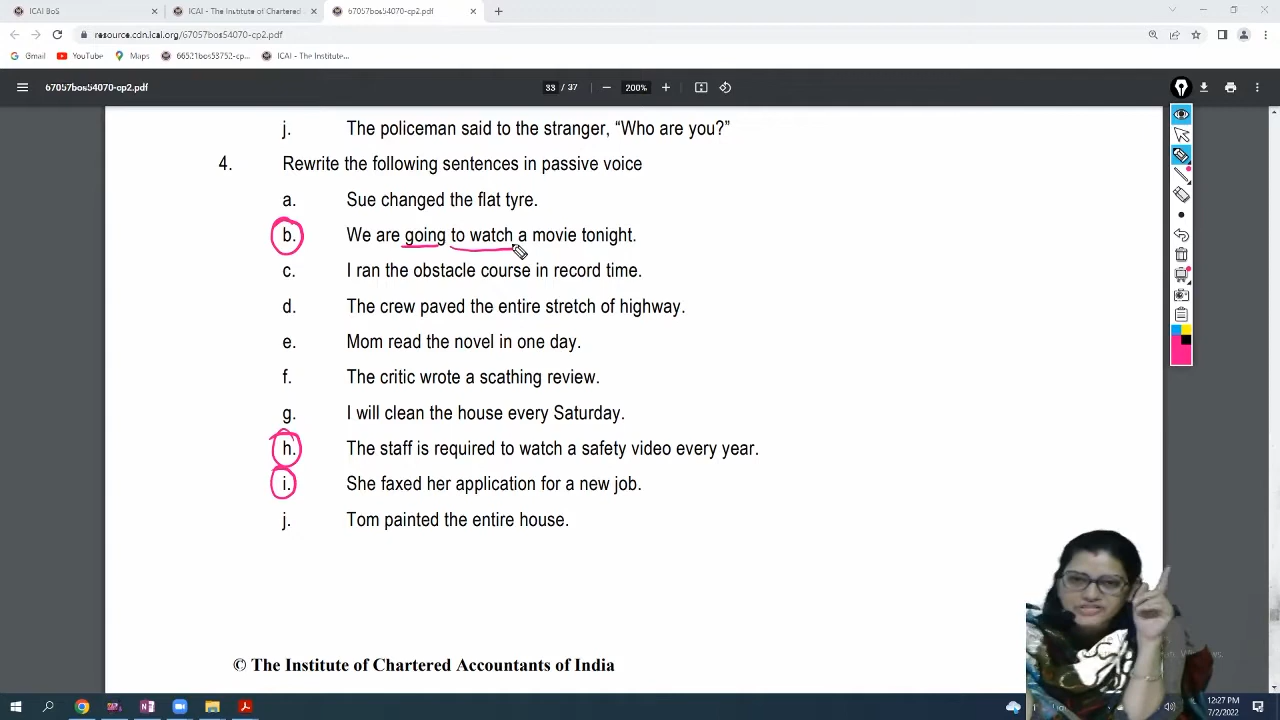 ICAI BoS
ICAI - The Institute of Chartered
67057bos54070-cp2.pdf
resource.cdn.icai.org/67057bos54070-cp2.pdf
Gmail YouTube Maps 66521bos53752-cp... ICAI - The Institute...
67057bos54070-cp2.pdf 33 / 37 200%
j. The policeman said to the stranger, “Who are you?”
4. Rewrite the following sentences in passive voice
a. Sue changed the flat tyre.
b. We are going to watch a movie tonight.
c. I ran the obstacle course in record time.
d. The crew paved the entire stretch of highway.
e. Mom read the novel in one day.
f. The critic wrote a scathing review.
g. I will clean the house every Saturday.
h. The staff is required to watch a safety video every year.
i. She faxed her application for a new job.
j. Tom painted the entire house.
© The Institute of Chartered Accountants of India
12:27 PM
7/2/2022